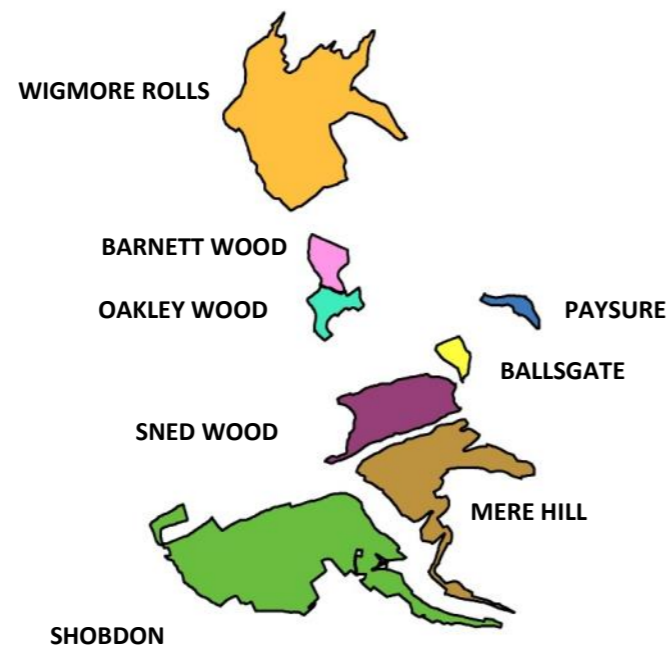 WIGMORE ROLLS
BARNETT WOOD
OAKLEY WOOD
PAYSURE
BALLSGATE
SNED WOOD
MERE HILL
SHOBDON